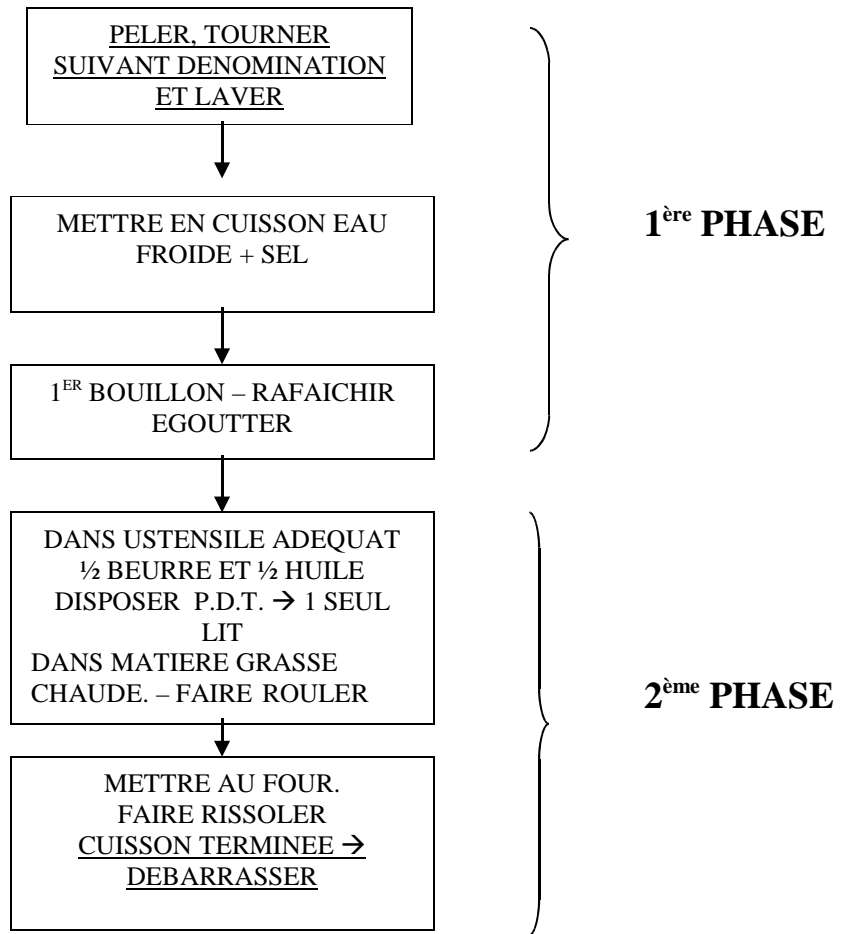 PELER, TOURNER
SUIVANT DENOMINATION
ET LAVER
METTRE EN CUISSON EAU
FROIDE + SEL
1ER BOUILLON – RAFAICHIR
EGOUTTER
1ère PHASE
DANS USTENSILE ADEQUAT
½ BEURRE ET ½ HUILE
DISPOSER P.D.T. → 1 SEUL
LIT
DANS MATIERE GRASSE
CHAUDE. – FAIRE ROULER
METTRE AU FOUR.
FAIRE RISSOLER
CUISSON TERMINEE →
DEBARRASSER
2ème PHASE